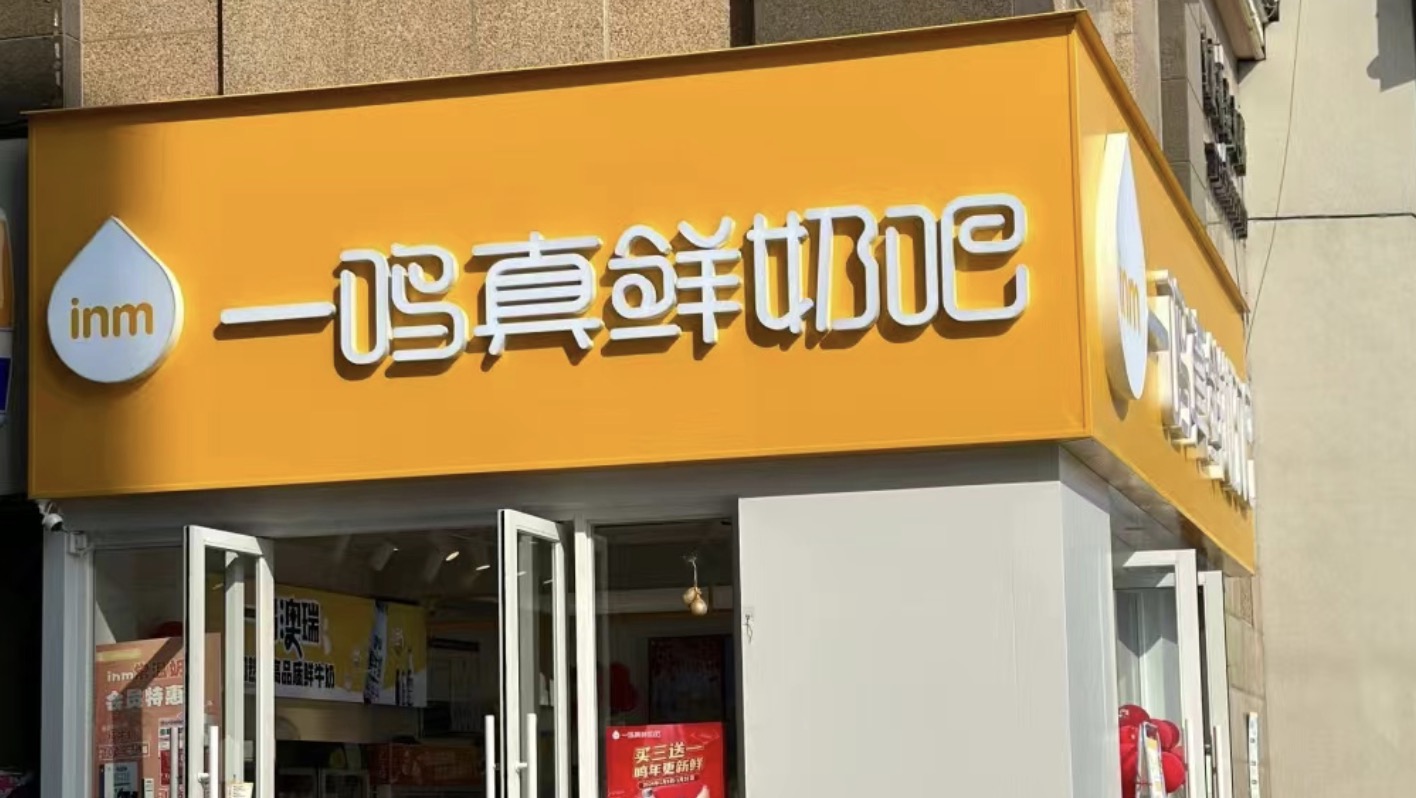 inm
一鸣真鲜奶吧
inm
澳瑞
高品质鲜牛奶
inm
会员特惠
一鸣真鲜奶吧
买三送一
鸣年更新鲜